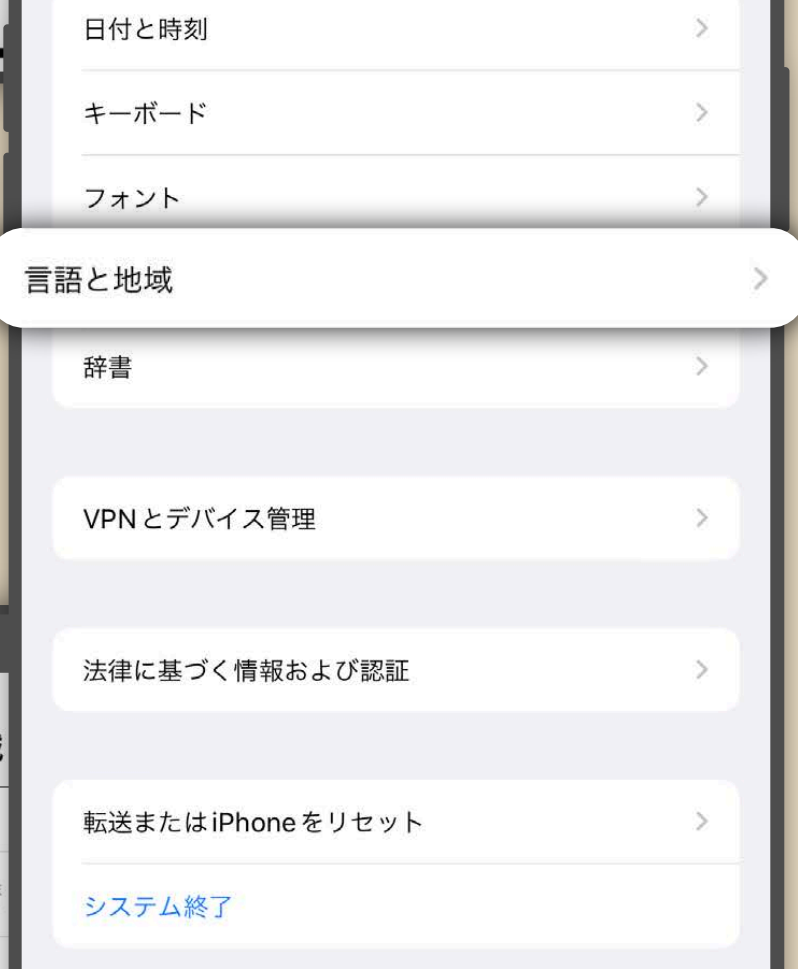 日付と時刻
キーボード
フォント
言語と地域
辞書
VPNとデバイス管理
法律に基づく情報および認証
転送またはiPhoneをリセット
システム終了